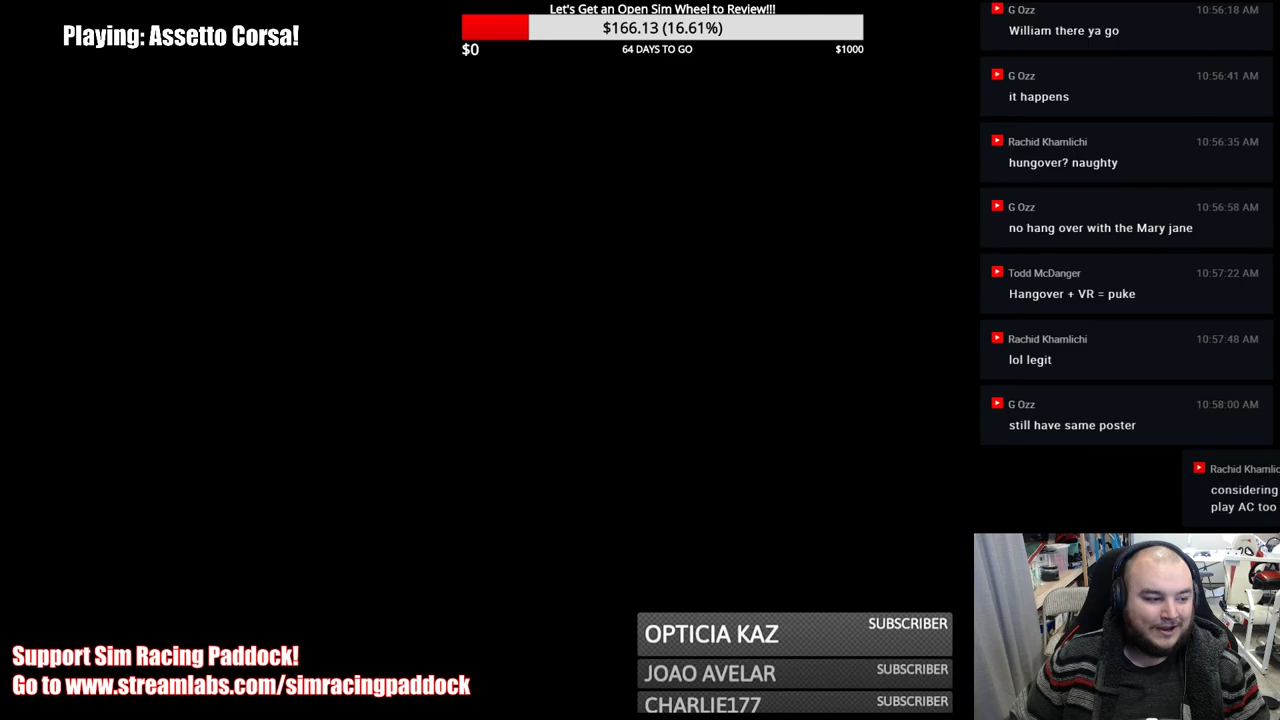 Playing: Assetto Corsa!
Let's Get an Open Sim Wheel to Review!!!
$166.13 (16.61%)
$0
64 DAYS TO GO
$1000
G Ozz
10:56:18 AM
William there ya go
G Ozz
10:56:41 AM
it happens
Rachid Khamlichi
10:56:35 AM
hungover? naughty
G Ozz
10:56:58 AM
no hang over with the Mary jane
Todd McDanger
10:57:22 AM
Hangover + VR = puke
Rachid Khamlichi
10:57:48 AM
lol legit
G Ozz
10:58:00 AM
still have same poster
Rachid Khamlic
considering
play AC too
OPTICIA KAZ
SUBSCRIBER
JOAO AVELAR
SUBSCRIBER
CHARLIE177
SUBSCRIBER
Support Sim Racing Paddock!
Go to www.streamlabs.com/simracingpaddock